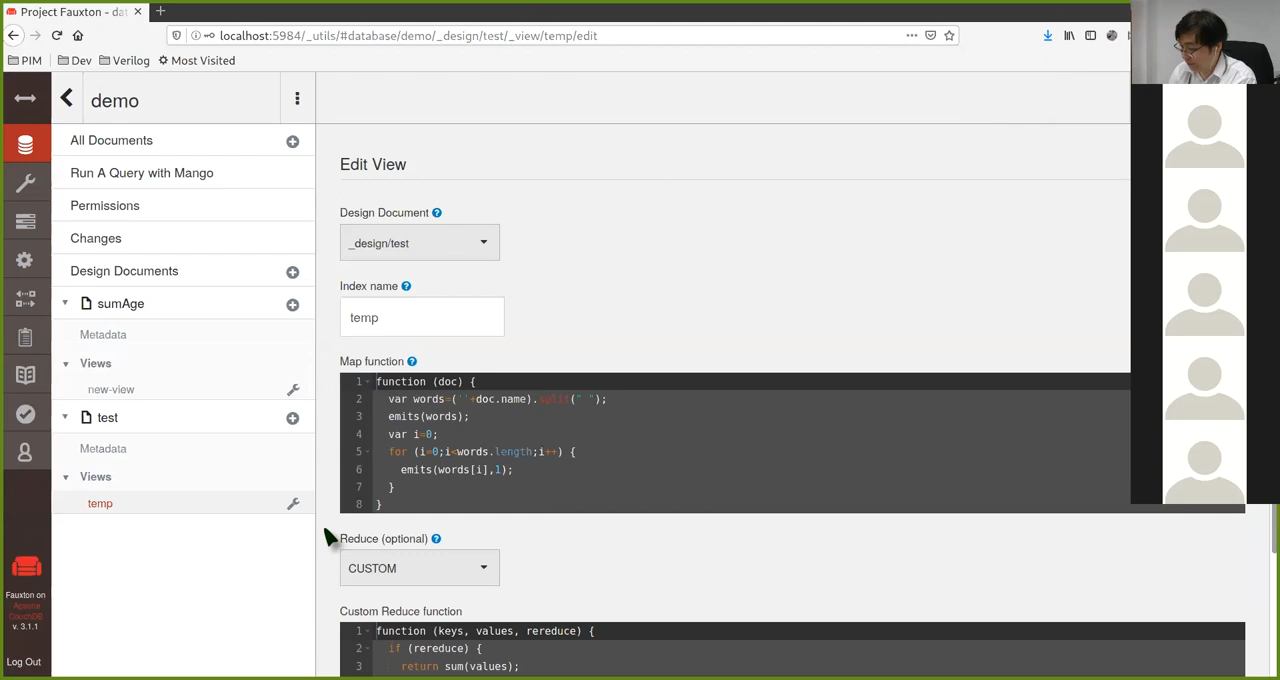 Project Fauxton - dat × +
localhost:5984/_utils/#database/demo/_design/test/_view/temp/edit
PIM Dev Verilog Most Visited
demo
All Documents
Run A Query with Mango
Permissions
Changes
Design Documents
sumAge
Metadata
Views
new-view
test
Metadata
Views
temp
Fauxton on
Apache
CouchDB
v. 3.1.1
Log Out
Edit View
Design Document ?
_design/test
Index name ?
temp
Map function ?
1 function (doc) {
2 var words=(''+doc.name).split(" ");
3 emits(words);
4 var i=0;
5 for (i=0;i<words.length;i++) {
6 emits(words[i],1);
7 }
8 }
Reduce (optional) ?
CUSTOM
Custom Reduce function
1 function (keys, values, rereduce) {
2 if (rereduce) {
3 return sum(values);